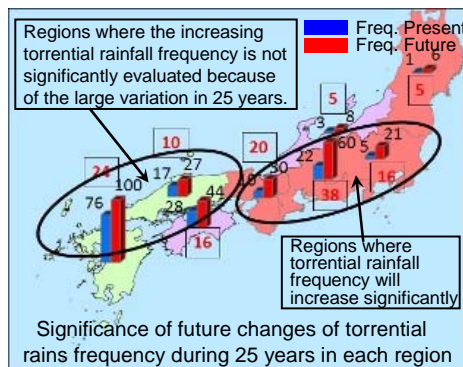 Regions where the increasing
torrential rainfall frequency is not
significantly evaluated because
of the large variation in 25 years.
Freq. Present
Freq. Future
1 6
5
5
3 8
20
10
24
17 27
100
76
28 44
16
10 30
22 60
38
5 21
16
Regions where
torrential rainfall
frequency will
increase significantly
Significance of future changes of torrential
rains frequency during 25 years in each region